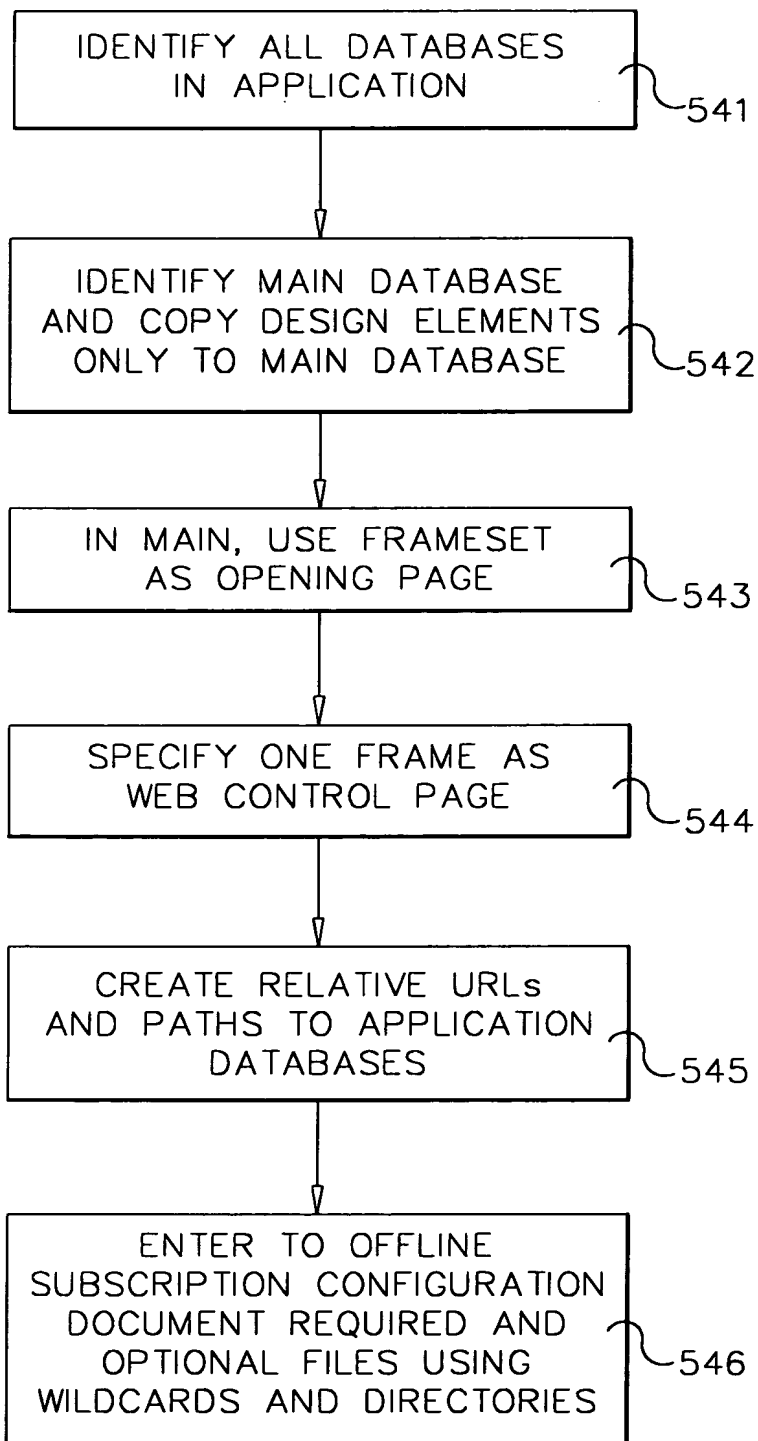 IDENTIFY ALL DATABASES
IN APPLICATION
541
IDENTIFY MAIN DATABASE
AND COPY DESIGN ELEMENTS
ONLY TO MAIN DATABASE
542
IN MAIN, USE FRAMESET
AS OPENING PAGE
543
SPECIFY ONE FRAME AS
WEB CONTROL PAGE
544
CREATE RELATIVE URLs
AND PATHS TO APPLICATION
DATABASES
545
ENTER TO OFFLINE
SUBSCRIPTION CONFIGURATION
DOCUMENT REQUIRED AND
OPTIONAL FILES USING
WILDCARDS AND DIRECTORIES
546